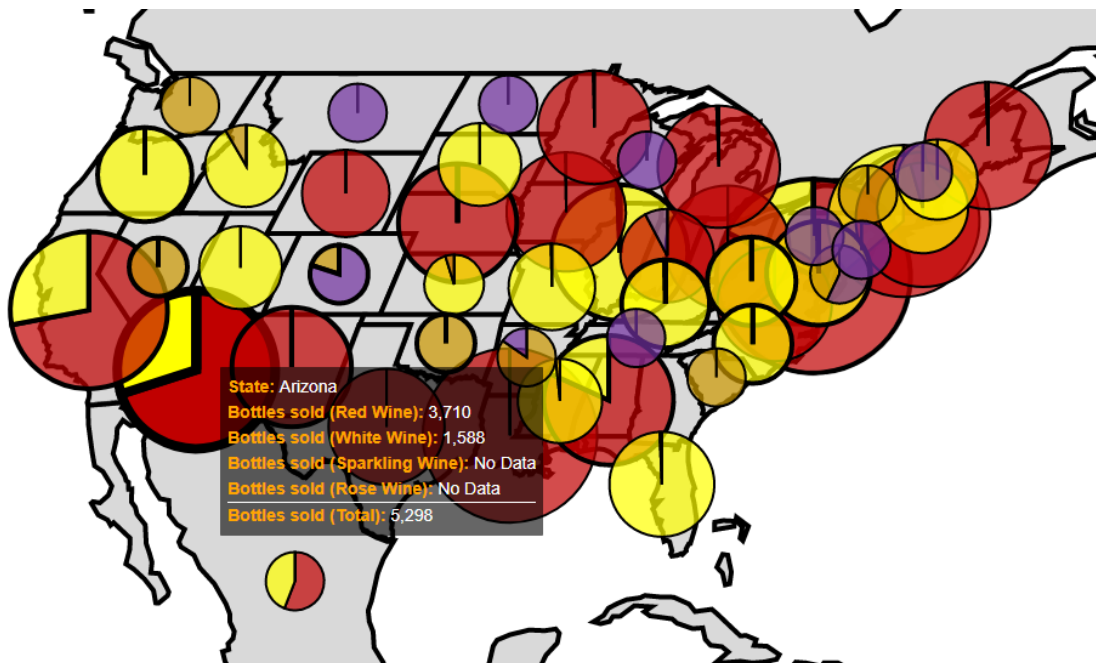 State: Arizona
Bottles sold (Red Wine): 3,710
Bottles sold (White Wine): 1,588
Bottles sold (Sparkling Wine): No Data
Bottles sold (Rose Wine): No Data
Bottles sold (Total): 5,298